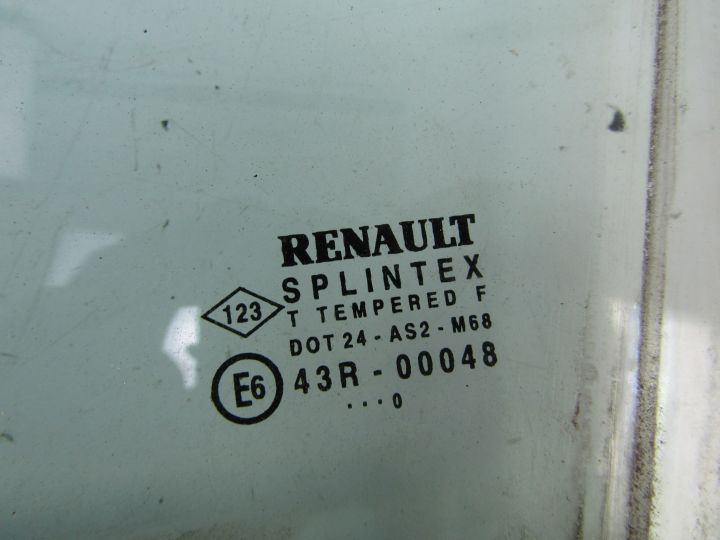 RENAULT
SPLINTEX
123
T TEMPERED F
DOT 24 - AS2 - M68
E6
43R - 00048
...0